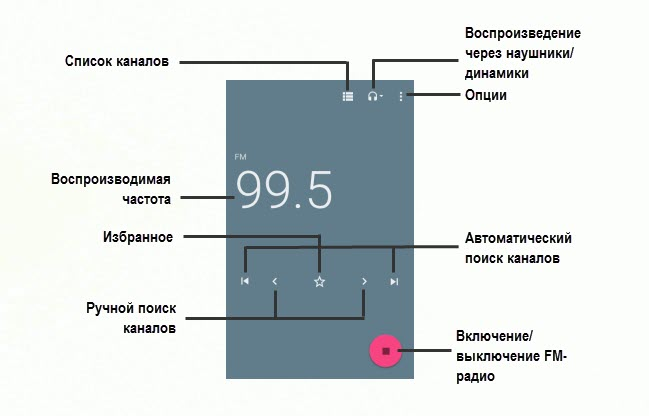 Воспроизведение
через наушники/
динамики
Список каналов
Опции
FM
99.5
Воспроизводимая
частота
Избранное
Автоматический
поиск каналов
Ручной поиск
каналов
Включение/
выключение FM-
радио